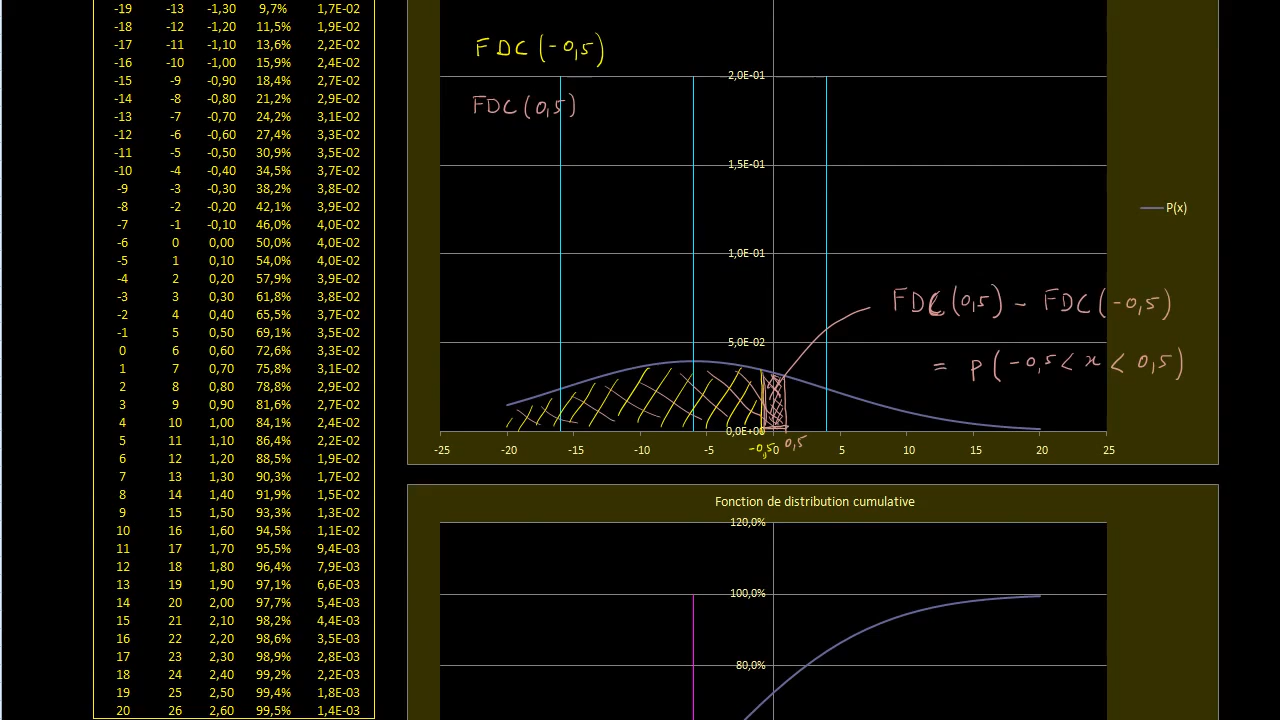 -19 -13 -1,30 9,7% 1,7E-02
-18 -12 -1,20 11,5% 1,9E-02
-17 -11 -1,10 13,6% 2,2E-02
-16 -10 -1,00 15,9% 2,4E-02
-15 -9 -0,90 18,4% 2,7E-02
-14 -8 -0,80 21,2% 2,9E-02
-13 -7 -0,70 24,2% 3,1E-02
-12 -6 -0,60 27,4% 3,3E-02
-11 -5 -0,50 30,9% 3,5E-02
-10 -4 -0,40 34,5% 3,7E-02
-9 -3 -0,30 38,2% 3,8E-02
-8 -2 -0,20 42,1% 3,9E-02
-7 -1 -0,10 46,0% 4,0E-02
-6 0 0,00 50,0% 4,0E-02
-5 1 0,10 54,0% 4,0E-02
-4 2 0,20 57,9% 3,9E-02
-3 3 0,30 61,8% 3,8E-02
-2 4 0,40 65,5% 3,7E-02
-1 5 0,50 69,1% 3,5E-02
0 6 0,60 72,6% 3,3E-02
1 7 0,70 75,8% 3,1E-02
2 8 0,80 78,8% 2,9E-02
3 9 0,90 81,6% 2,7E-02
4 10 1,00 84,1% 2,4E-02
5 11 1,10 86,4% 2,2E-02
6 12 1,20 88,5% 1,9E-02
7 13 1,30 90,3% 1,7E-02
8 14 1,40 91,9% 1,5E-02
9 15 1,50 93,3% 1,3E-02
10 16 1,60 94,5% 1,1E-02
11 17 1,70 95,5% 9,4E-03
12 18 1,80 96,4% 7,9E-03
13 19 1,90 97,1% 6,6E-03
14 20 2,00 97,7% 5,4E-03
15 21 2,10 98,2% 4,4E-03
16 22 2,20 98,6% 3,5E-03
17 23 2,30 98,9% 2,8E-03
18 24 2,40 99,2% 2,2E-03
19 25 2,50 99,4% 1,8E-03
20 26 2,60 99,5% 1,4E-03
FDC(-0,5)
2,0E-01
FDC(0,5)
1,5E-01
P(x)
1,0E-01
FDC(0,5) - FDC(-0,5)
5,0E-02
= P(-0,5 < x < 0,5)
0,0E+00
-0,5 0,5
-25 -20 -15 -10 -5 0 5 10 15 20 25
Fonction de distribution cumulative
120,0%
100,0%
80,0%